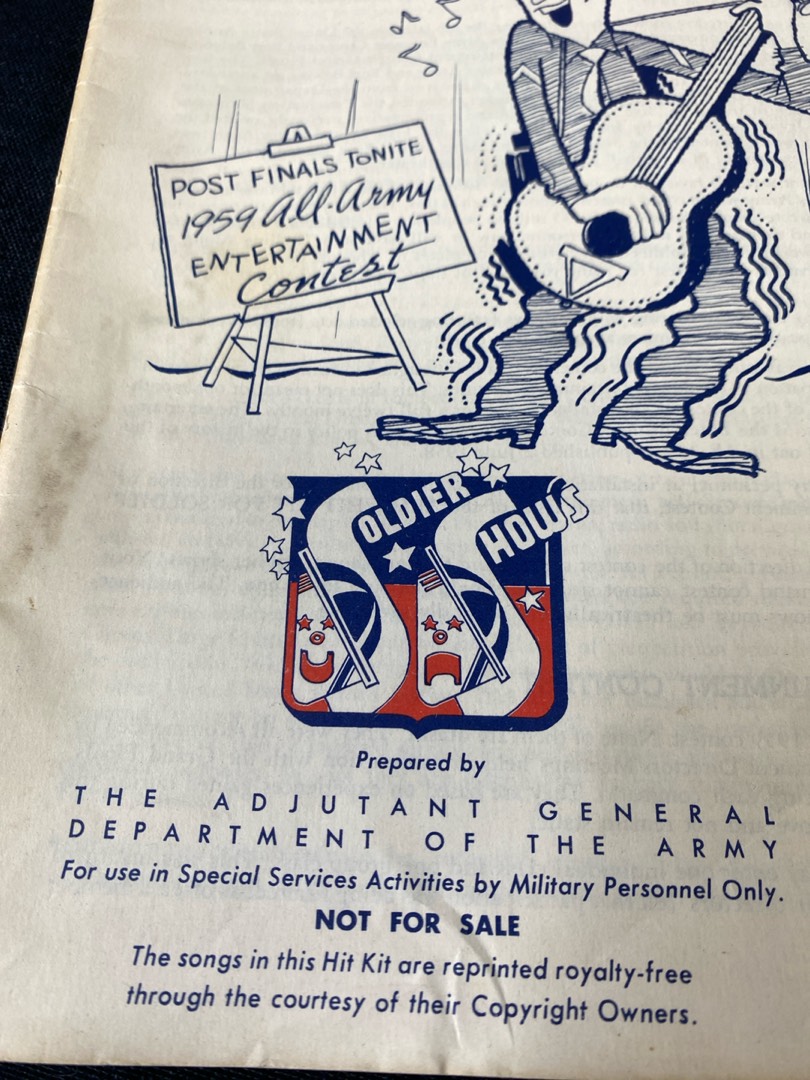 POST FINALS ToNITE
1959 All-Army
ENTERTAINMENT
Contest
SOLDIER
SHOWS
Prepared by
THE ADJUTANT GENERAL
DEPARTMENT OF THE ARMY
For use in Special Services Activities by Military Personnel Only.
NOT FOR SALE
The songs in this Hit Kit are reprinted royalty-free
through the courtesy of their Copyright Owners.